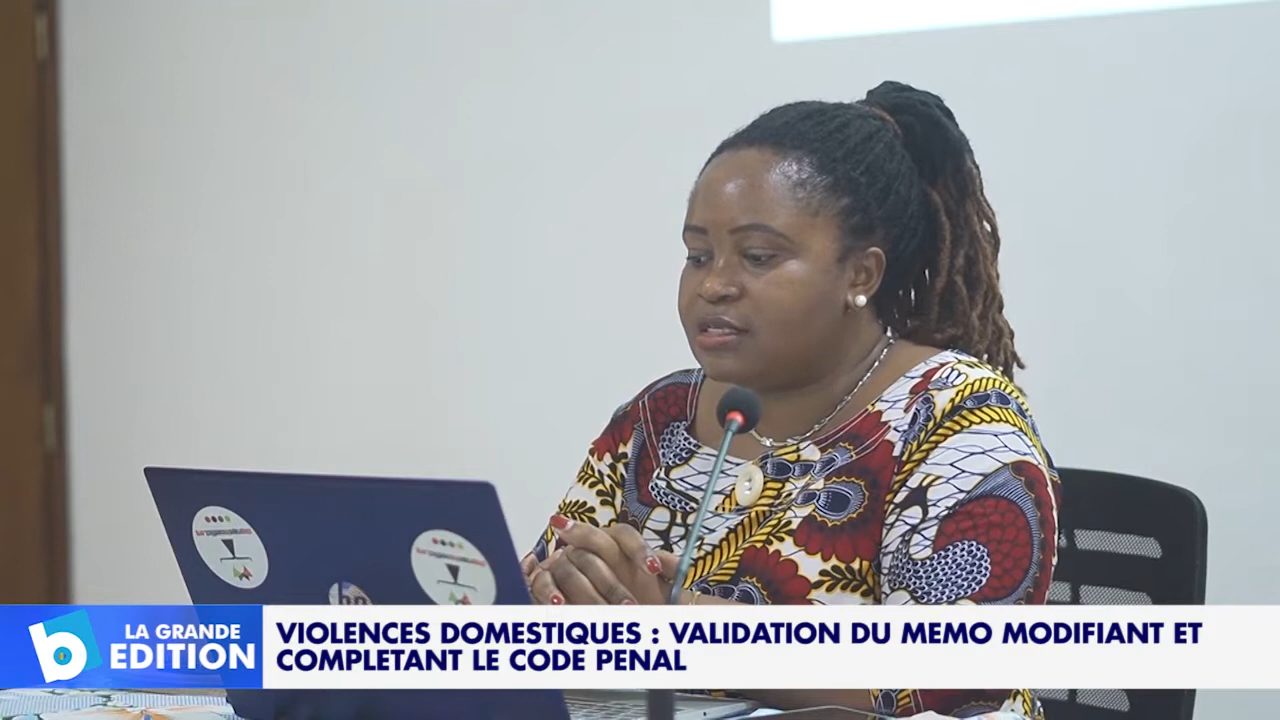 LA GRANDE
EDITION
VIOLENCES DOMESTIQUES : VALIDATION DU MEMO MODIFIANT ET
COMPLETANT LE CODE PENAL